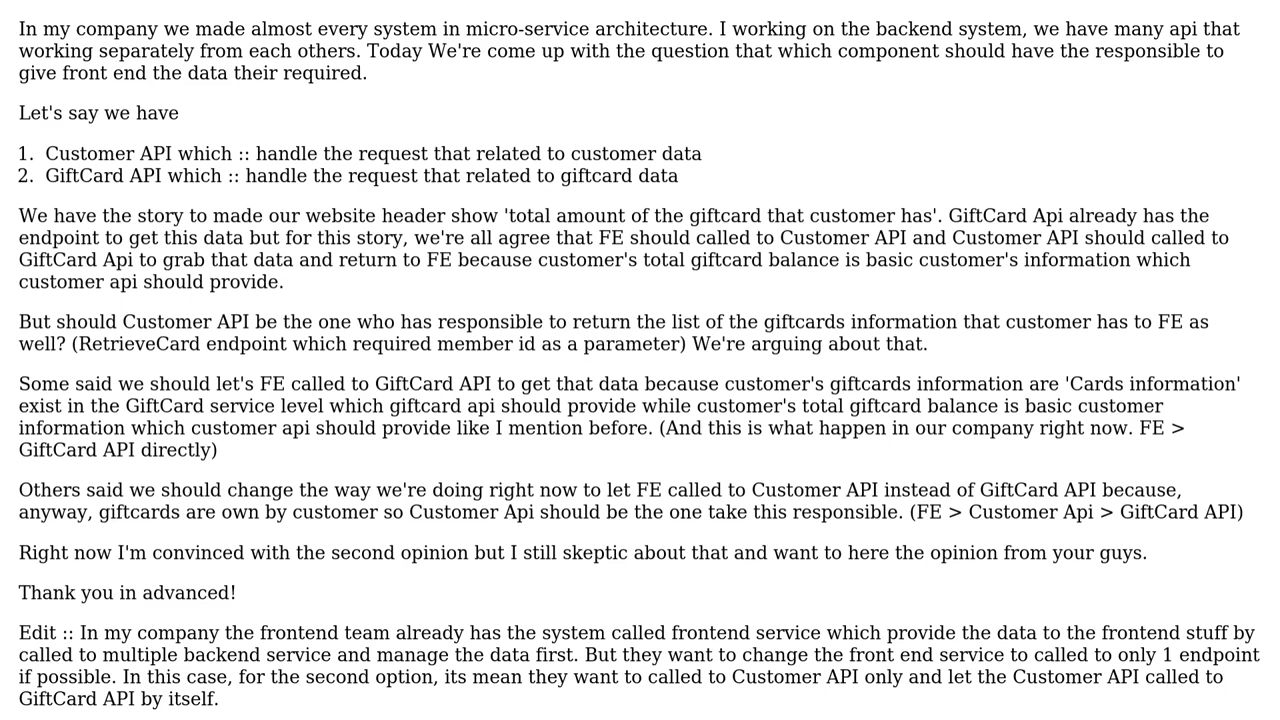 In my company we made almost every system in micro-service architecture. I working on the backend system, we have many api that
working separately from each others. Today We're come up with the question that which component should have the responsible to
give front end the data their required.
Let's say we have
1. Customer API which :: handle the request that related to customer data
2. GiftCard API which :: handle the request that related to giftcard data
We have the story to made our website header show 'total amount of the giftcard that customer has'. GiftCard Api already has the
endpoint to get this data but for this story, we're all agree that FE should called to Customer API and Customer API should called to
GiftCard Api to grab that data and return to FE because customer's total giftcard balance is basic customer's information which
customer api should provide.
But should Customer API be the one who has responsible to return the list of the giftcards information that customer has to FE as
well? (RetrieveCard endpoint which required member id as a parameter) We're arguing about that.
Some said we should let's FE called to GiftCard API to get that data because customer's giftcards information are 'Cards information'
exist in the GiftCard service level which giftcard api should provide while customer's total giftcard balance is basic customer
information which customer api should provide like I mention before. (And this is what happen in our company right now. FE >
GiftCard API directly)
Others said we should change the way we're doing right now to let FE called to Customer API instead of GiftCard API because,
anyway, giftcards are own by customer so Customer Api should be the one take this responsible. (FE > Customer Api > GiftCard API)
Right now I'm convinced with the second opinion but I still skeptic about that and want to here the opinion from your guys.
Thank you in advanced!
Edit :: In my company the frontend team already has the system called frontend service which provide the data to the frontend stuff by
called to multiple backend service and manage the data first. But they want to change the front end service to called to only 1 endpoint
if possible. In this case, for the second option, its mean they want to called to Customer API only and let the Customer API called to
GiftCard API by itself.